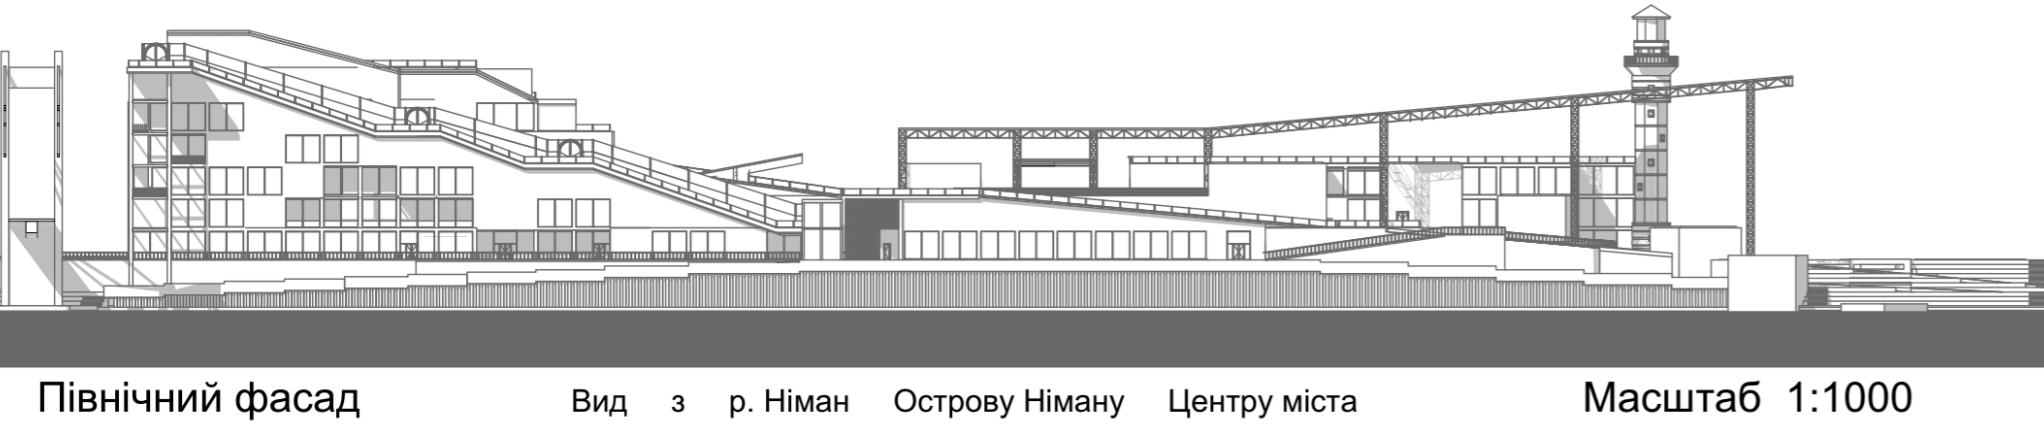 Північний фасад Вид з р. Німан Острову Німану Центру міста Масштаб 1:1000